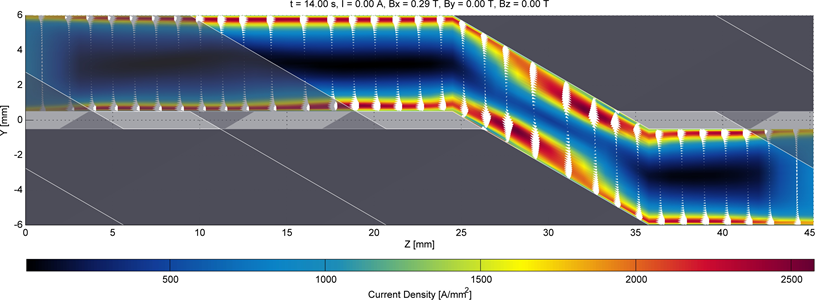 t = 14.00 s, I = 0.00 A, Bx = 0.29 T, By = 0.00 T, Bz = 0.00 T
6
4
2
0
-2
-4
-6
Y [mm]
0 5 10 15 20 25 30 35 40 45
Z [mm]
500 1000 1500 2000 2500
Current Density [A/mm²]